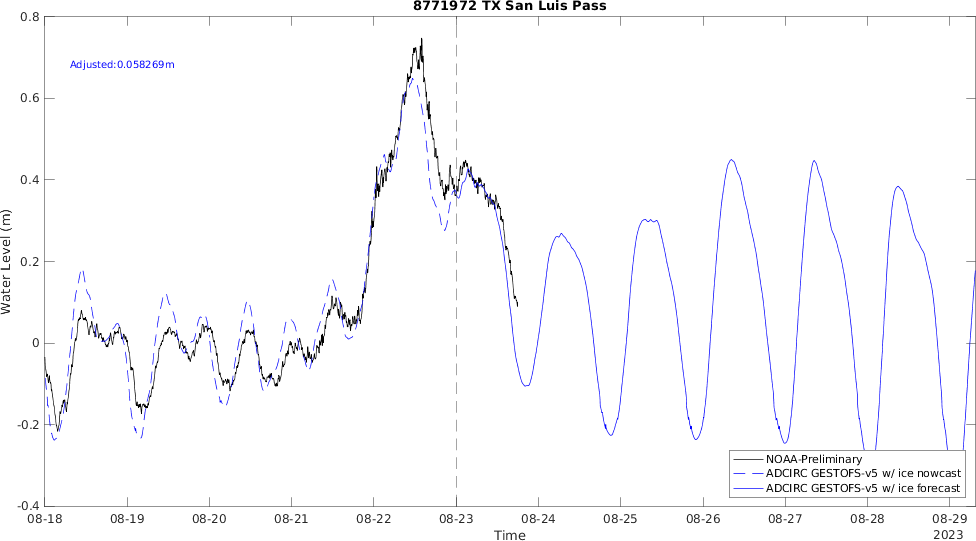 8771972 TX San Luis Pass
Adjusted:0.058269m
Water Level (m)
0.8
0.6
0.4
0.2
0
-0.2
-0.4
NOAA-Preliminary
ADCIRC GESTOFS-v5 w/ ice nowcast
ADCIRC GESTOFS-v5 w/ ice forecast
08-18 08-19 08-20 08-21 08-22 08-23 08-24 08-25 08-26 08-27 08-28 08-29
Time
2023